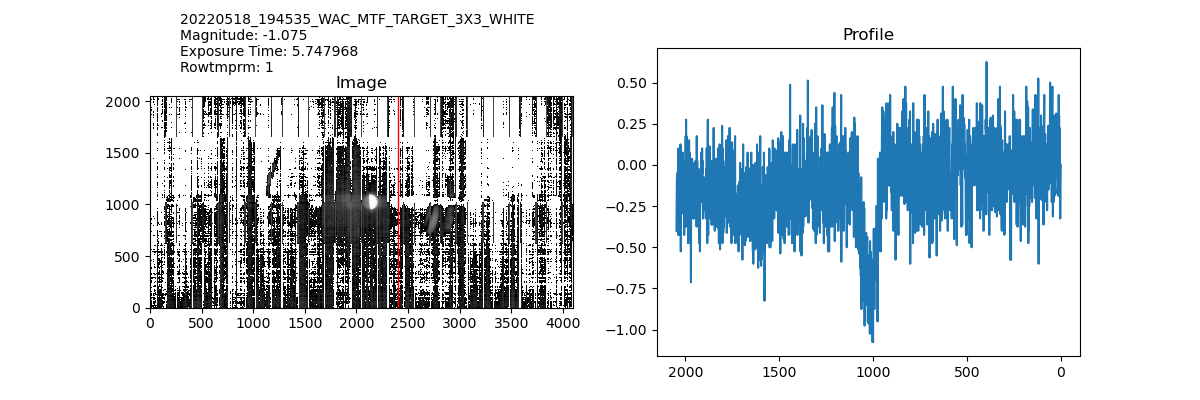 20220518_194535_WAC_MTF_TARGET_3X3_WHITE
Magnitude: -1.075
Exposure Time: 5.747968
Rowtmprm: 1
Image
2000
1500
1000
500
0
0 500 1000 1500 2000 2500 3000 3500 4000
Profile
0.50
0.25
0.00
−0.25
−0.50
−0.75
−1.00
2000 1500 1000 500 0